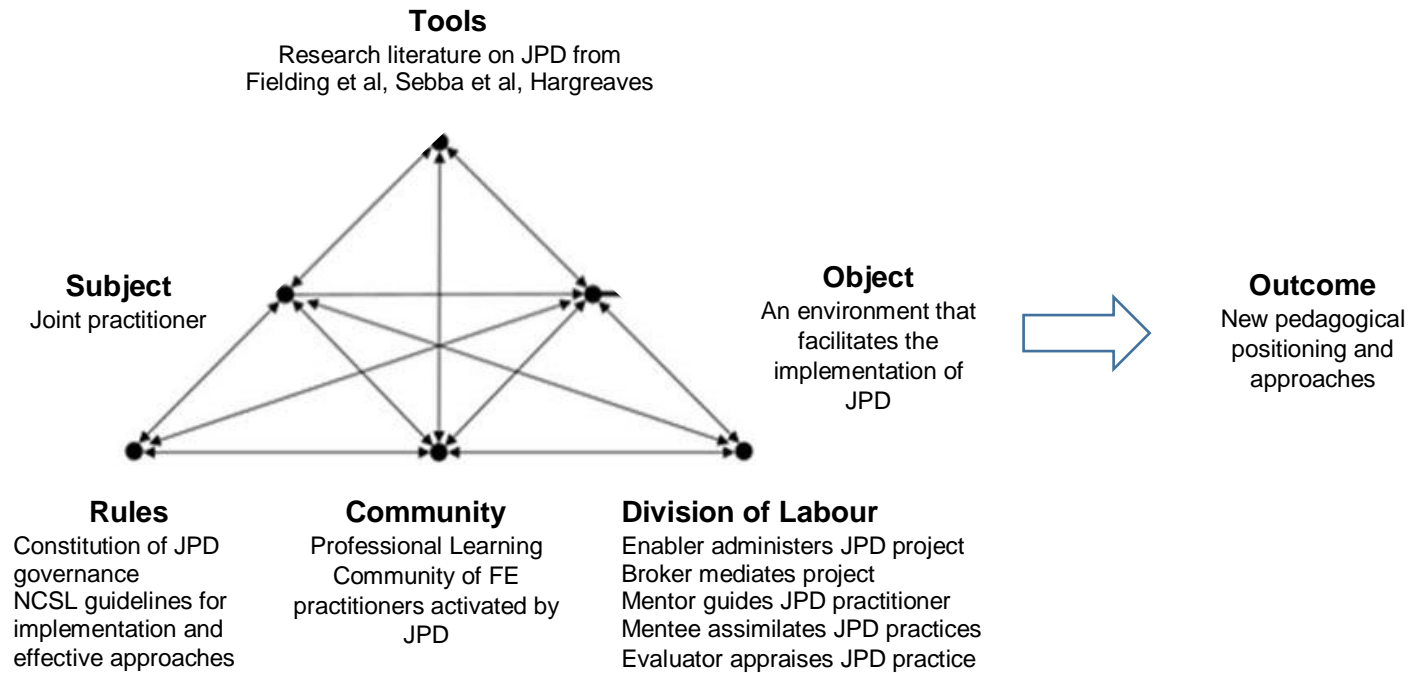 Tools
Research literature on JPD from
Fielding et al, Sebba et al, Hargreaves
Subject
Joint practitioner
Object
An environment that
facilitates the
implementation of
JPD
Outcome
New pedagogical
positioning and
approaches
Rules
Constitution of JPD
governance
NCSL guidelines for
implementation and
effective approaches
Community
Professional Learning
Community of FE
practitioners activated by
JPD
Division of Labour
Enabler administers JPD project
Broker mediates project
Mentor guides JPD practitioner
Mentee assimilates JPD practices
Evaluator appraises JPD practice